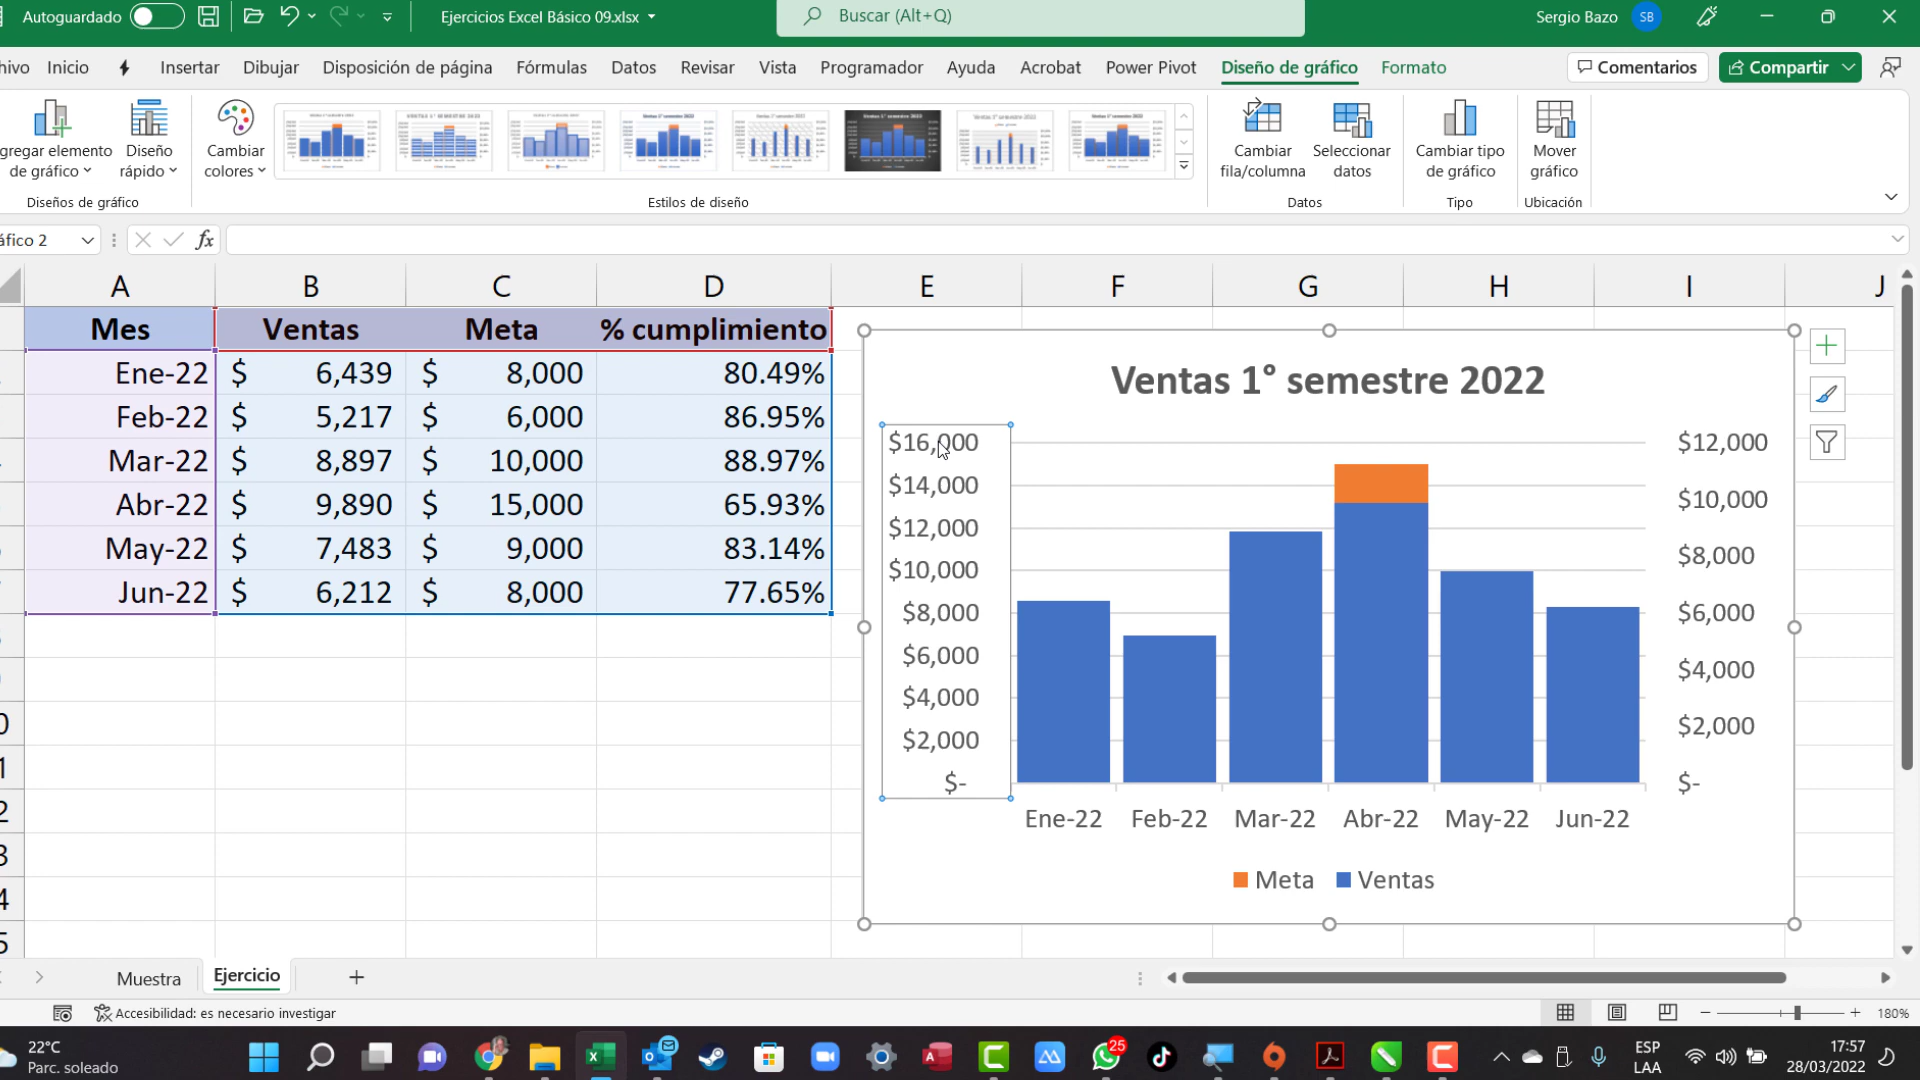 Autoguardado
Ejercicios Excel Básico 09.xlsx
Buscar (Alt+Q)
Sergio Bazo
SB
hivo
Inicio
Insertar
Dibujar
Disposición de página
Fórmulas
Datos
Revisar
Vista
Programador
Ayuda
Acrobat
Power Pivot
Diseño de gráfico
Formato
Comentarios
Compartir
gregar elemento
de gráfico
Diseño
rápido
Cambiar
colores
Cambiar
fila/columna
Seleccionar
datos
Cambiar tipo
de gráfico
Mover
gráfico
Diseños de gráfico
Estilos de diseño
Datos
Tipo
Ubicación
áfico 2
fx
A B C D E F G H I J
Mes Ventas Meta % cumplimiento
Ene-22 $ 6,439 $ 8,000 80.49%
Feb-22 $ 5,217 $ 6,000 86.95%
Mar-22 $ 8,897 $ 10,000 88.97%
Abr-22 $ 9,890 $ 15,000 65.93%
May-22 $ 7,483 $ 9,000 83.14%
Jun-22 $ 6,212 $ 8,000 77.65%
0
1
2
3
4
5
Ventas 1° semestre 2022
$16,000
$14,000
$12,000
$10,000
$8,000
$6,000
$4,000
$2,000
$-
$12,000
$10,000
$8,000
$6,000
$4,000
$2,000
$-
Ene-22 Feb-22 Mar-22 Abr-22 May-22 Jun-22
Meta Ventas
Muestra
Ejercicio
Accesibilidad: es necesario investigar
180%
22°C
Parc. soleado
25
ESP
LAA
17:57
28/03/2022